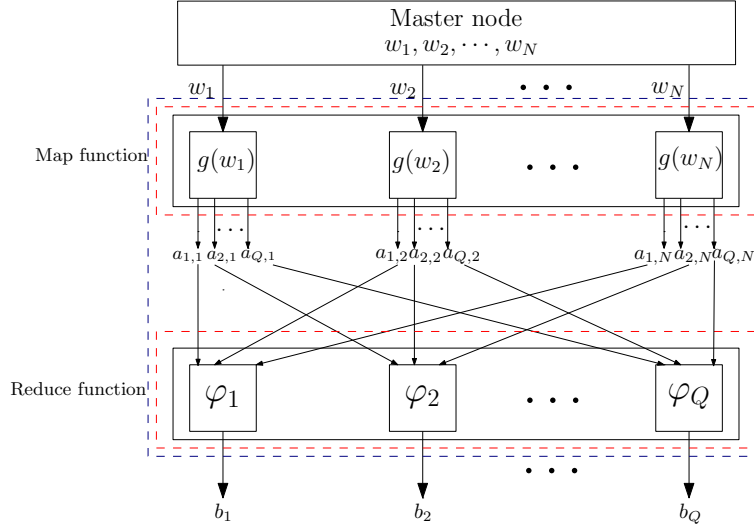 Master node
w_1, w_2, ⋯, w_N
w_1 w_2 ⋯ w_N
Map function
g(w_1) g(w_2) ⋯ g(w_N)
⋯ ⋯ ⋯
a_{1,1} a_{2,1} a_{Q,1} a_{1,2} a_{2,2} a_{Q,2} a_{1,N} a_{2,N} a_{Q,N}
Reduce function
φ_1 φ_2 ⋯ φ_Q
⋯
b_1 b_2 b_Q